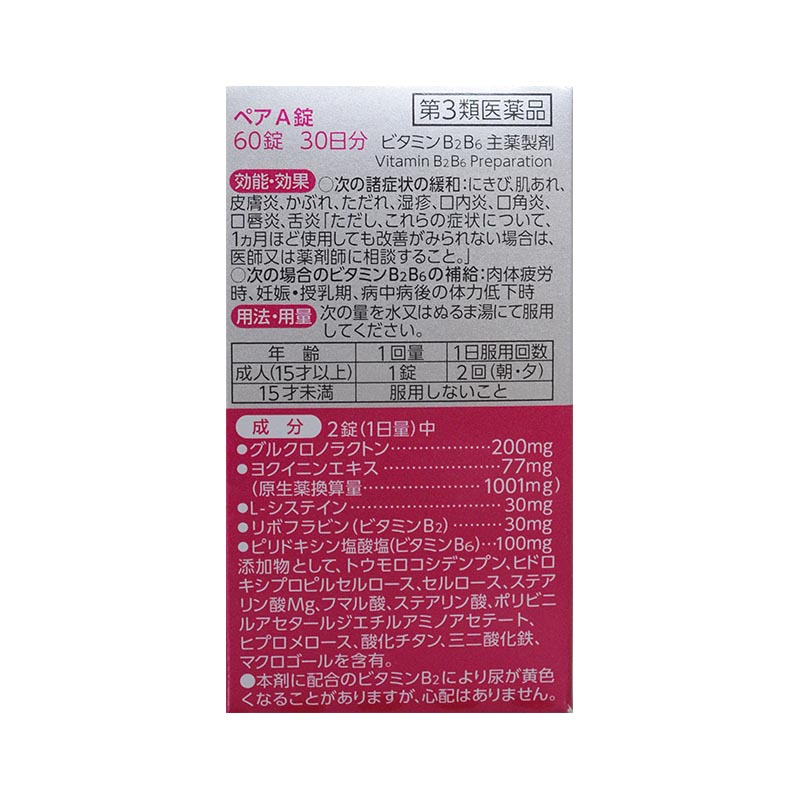 ペアA錠
第3類医薬品
60錠 30日分 ビタミンB2B6 主薬製剤
Vitamin B2B6 Preparation
効能・効果 ○次の諸症状の緩和:にきび、肌あれ、
皮膚炎、かぶれ、ただれ、湿疹、口内炎、口角炎、
口唇炎、舌炎「ただし、これらの症状について、
1ヵ月ほど使用しても改善がみられない場合は、
医師又は薬剤師に相談すること。」
○次の場合のビタミンB2B6の補給:肉体疲労
時、妊娠・授乳期、病中病後の体力低下時
用法・用量 次の量を水又はぬるま湯にて服用
してください。
年齢 1回量 1日服用回数
成人(15才以上) 1錠 2回(朝・夕)
15才未満 服用しないこと
成分 2錠(1日量)中
●グルクロノラクトン………………200mg
●ヨクイニンエキス…………………77mg
(原生薬換算量………………1001mg)
●L-システイン………………………30mg
●リボフラビン(ビタミンB2)………30mg
●ピリドキシン塩酸塩(ビタミンB6)…100mg
添加物として、トウモロコシデンプン、ヒドロ
キシプロピルセルロース、セルロース、ステア
リン酸Mg、フマル酸、ステアリン酸、ポリビニ
ルアセタールジエチルアミノアセテート、
ヒプロメロース、酸化チタン、三二酸化鉄、
マクロゴールを含有。
●本剤に配合のビタミンB2により尿が黄色
くなることがありますが、心配はありません。